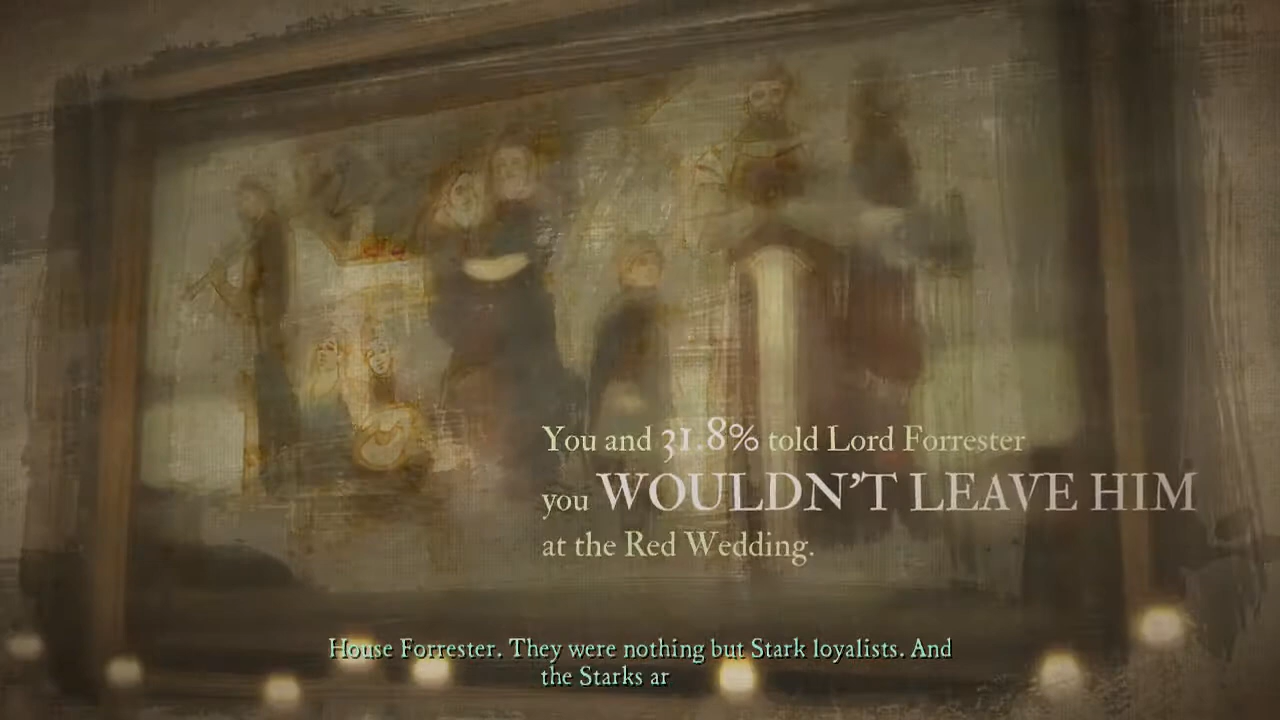 You and 31.8% told Lord Forrester
you WOULDN'T LEAVE HIM
at the Red Wedding.
House Forrester. They were nothing but Stark loyalists. And
the Starks ar